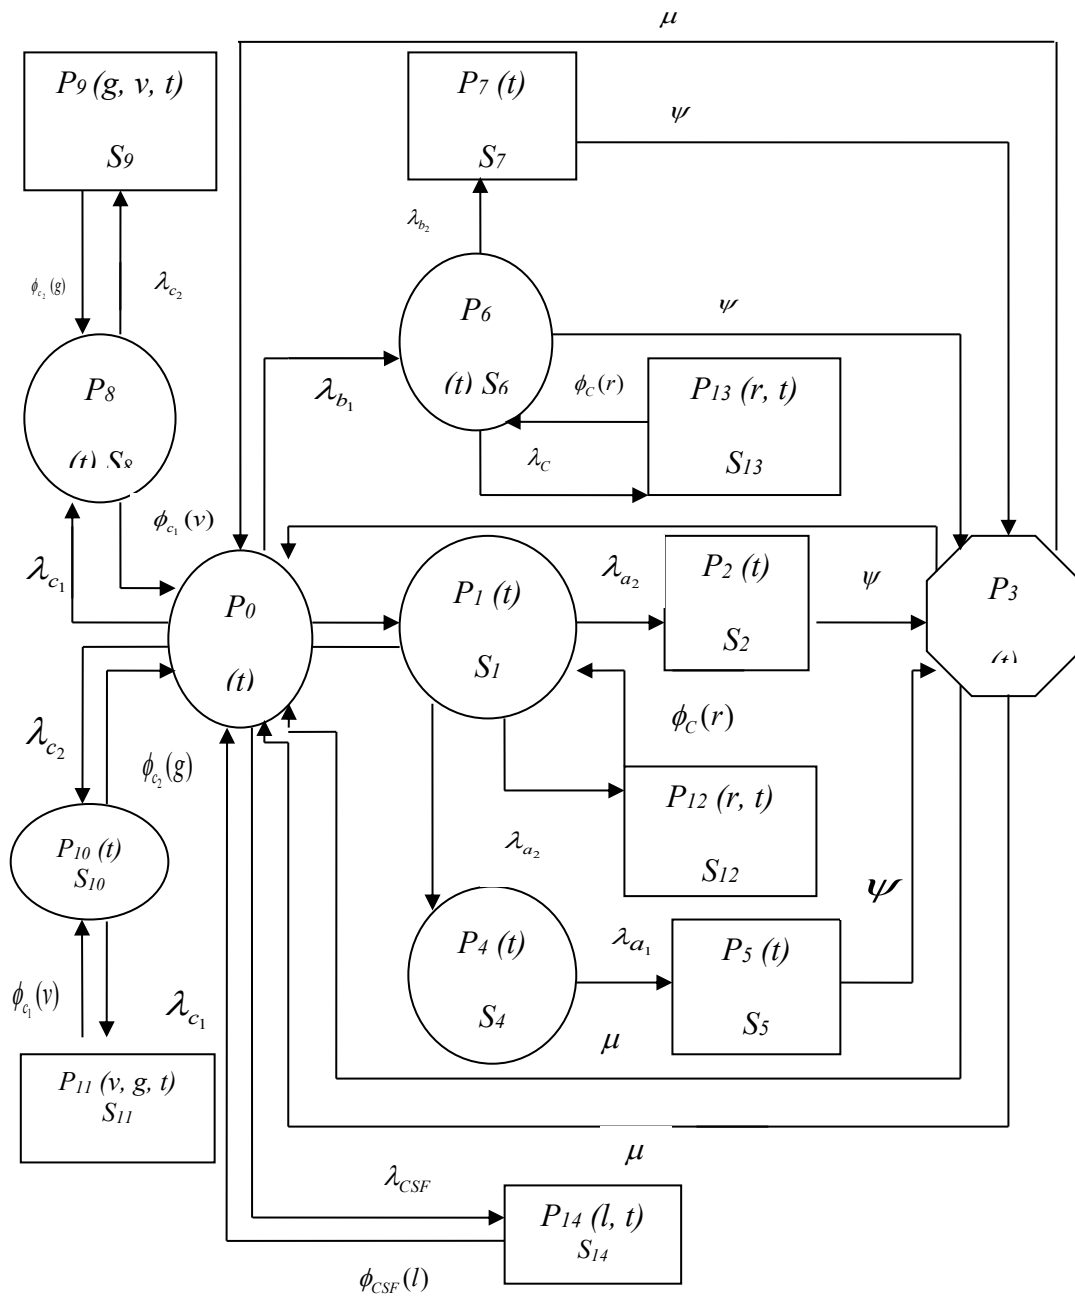 μ
P9 (g, v, t)
S9
P7 (t)
S7
ψ
λb2
ϕc2(g)
λc2
P6
(t) S6
ψ
P8
(t) S8
λb1
ϕC(r)
P13 (r, t)
S13
λC
ϕc1(v)
λc1
P0
(t)
P1 (t)
S1
λa2
P2 (t)
S2
ψ
P3
(t)
λc2
ϕc2(g)
ϕC(r)
P12 (r, t)
S12
λa2
P10 (t)
S10
ψ
P4 (t)
S4
λa1
P5 (t)
S5
ϕc1(v)
λc1
μ
P11 (v, g, t)
S11
μ
λCSF
P14 (l, t)
S14
ϕCSF(l)